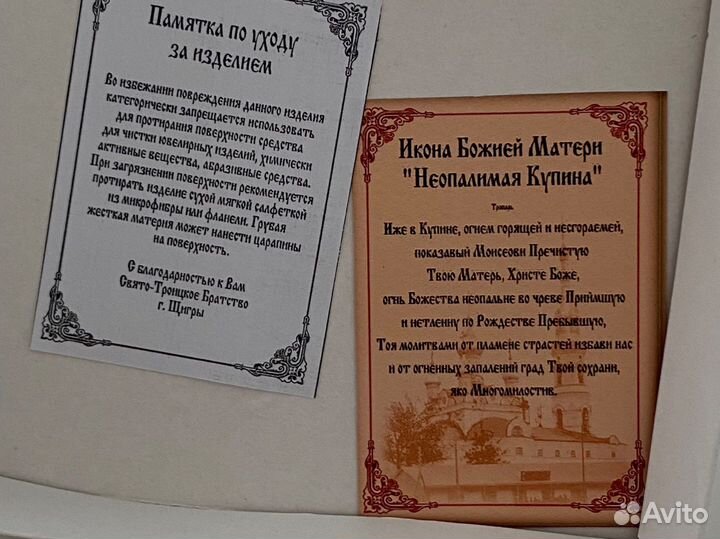 Памятка по уходу
за изделием
Во избежании повреждения данного изделия
категорически запрещается использовать
для протирания поверхности средства
для чистки ювелирных изделий, химически
активные вещества, абразивные средства.
При загрязнении поверхности рекомендуется
протирать изделие сухой мягкой салфеткой
из микрофибры или фланели. Грубая
жесткая материя может нанести царапины
на поверхность.
С благодарностью к Вам
Свято-Троицкое Братство
г. Щигры
Икона Божией Матери
"Неопалимая Купина"
Тропарь
Иже в Купине, огнем горящей и несгораемей,
показавый Моисеови Пречистую
Твою Матерь, Христе Боже,
огнь Божества неопальне во чреве Приймшую
и нетленну по Рождестве Пребывшую,
Тоя молитвами от пламене страстей избави нас
и от огненных запалений град Твой сохрани,
яко Многомилостив.
Avito